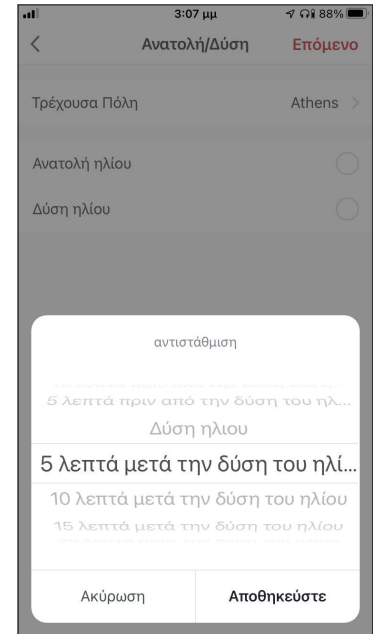 3:07 μμ
88%
Ανατολή/Δύση
Επόμενο
Τρέχουσα Πόλη
Athens
Ανατολή ηλίου
Δύση ηλίου
αντιστάθμιση
5 λεπτά πριν από την δύση του ηλ...
Δύση ηλιου
5 λεπτά μετά την δύση του ηλί...
10 λεπτά μετά την δύση του ηλίου
15 λεπτά μετά την δύση του ηλίου
Ακύρωση
Αποθηκεύστε